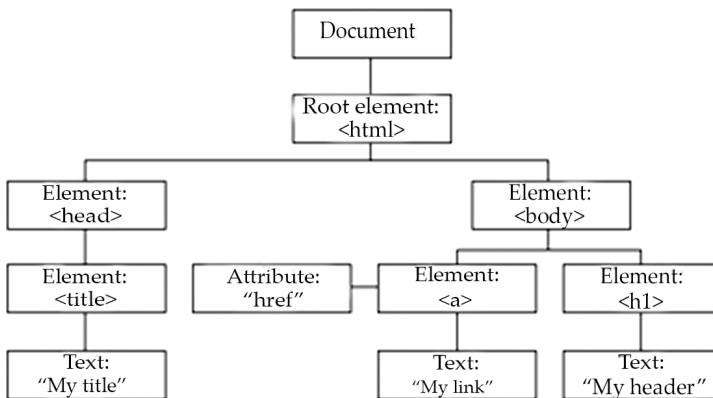 Document
Root element:
<html>
Element:
<head>
Element:
<body>
Element:
<title>
Attribute:
“href”
Element:
<a>
Element:
<h1>
Text:
“My title”
Text:
“My link”
Text:
“My header”